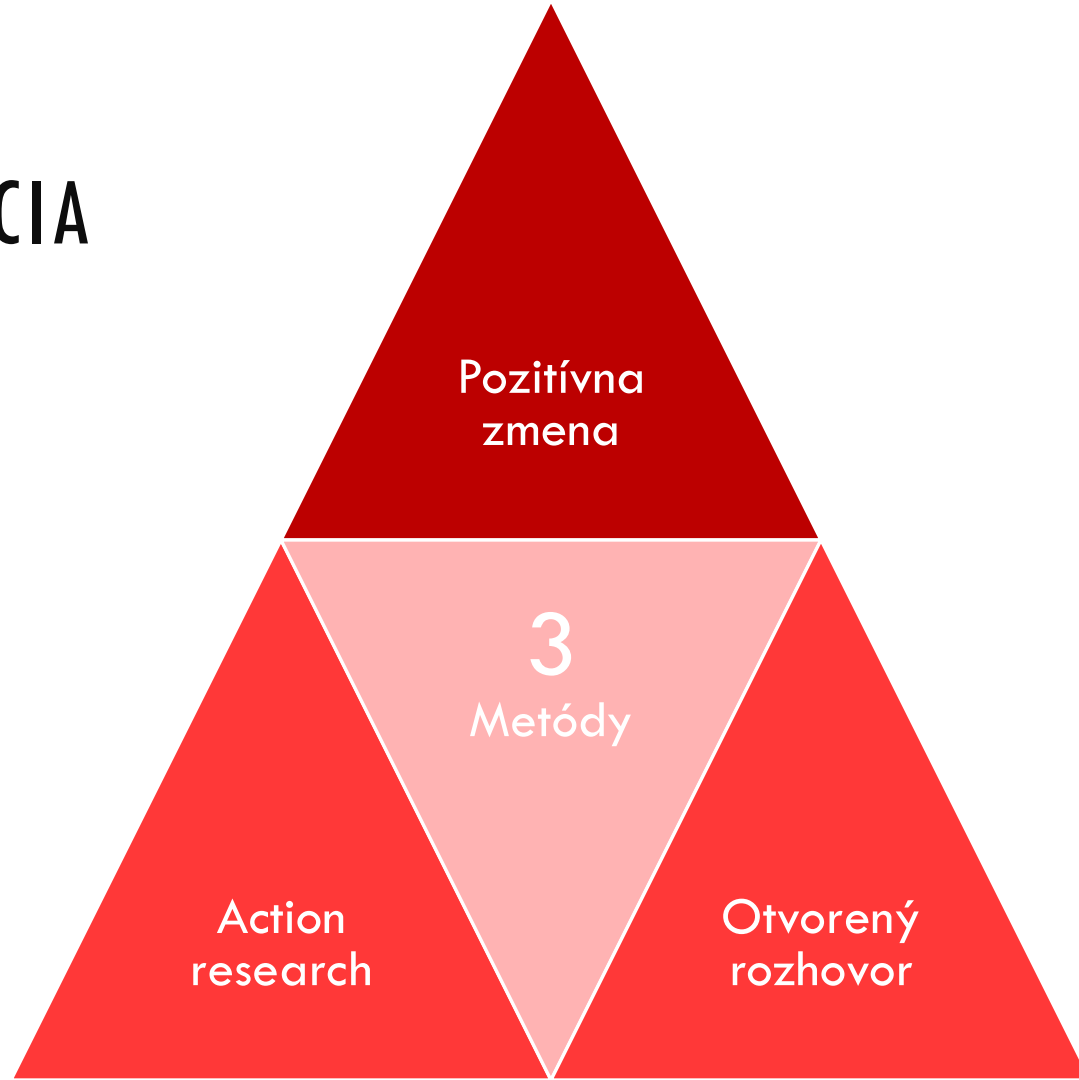 CIA
Pozitívna
zmena
3
Metódy
Action
research
Otvorený
rozhovor